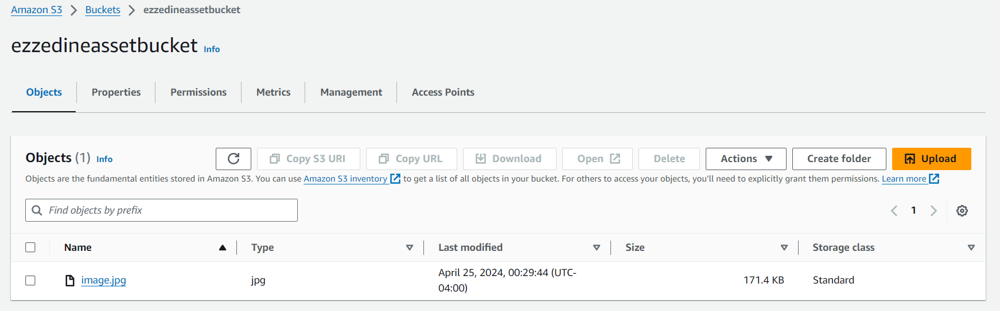 Amazon S3 > Buckets > ezzedineassetbucket
ezzedineassetbucket Info
Objects Properties Permissions Metrics Management Access Points
Objects (1) Info Copy S3 URI Copy URL Download Open Delete Actions Create folder Upload
Objects are the fundamental entities stored in Amazon S3. You can use Amazon S3 inventory to get a list of all objects in your bucket. For others to access your objects, you'll need to explicitly grant them permissions. Learn more
Find objects by prefix 1
Name Type Last modified Size Storage class
image.jpg jpg April 25, 2024, 00:29:44 (UTC- 171.4 KB Standard
04:00)